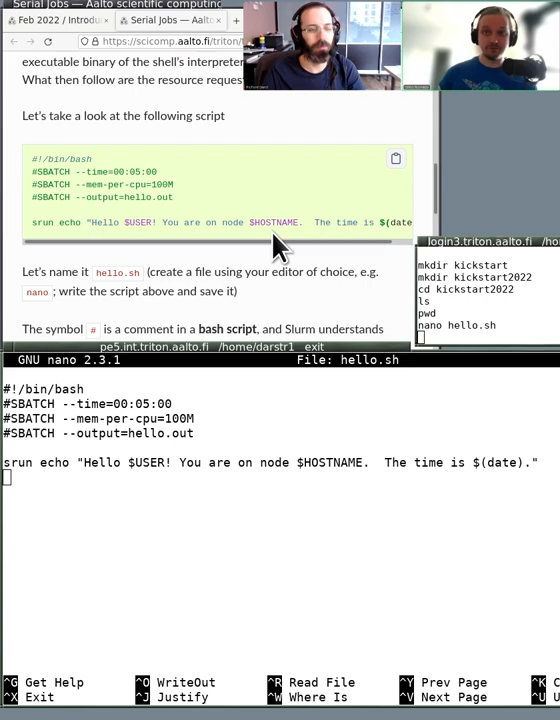 Serial Jobs — Aalto scientific computing
Feb 2022 / Introdu
Serial Jobs — Aalto
https://scicomp.aalto.fi/triton/
executable binary of the shell's interpreter
What then follow are the resource reques
Let's take a look at the following script
#!/bin/bash
#SBATCH --time=00:05:00
#SBATCH --mem-per-cpu=100M
#SBATCH --output=hello.out
srun echo "Hello $USER! You are on node $HOSTNAME.  The time is $(date
Let's name it hello.sh (create a file using your editor of choice, e.g.
nano ; write the script above and save it)
The symbol # is a comment in a bash script, and Slurm understands
login3.triton.aalto.fi /ho
mkdir kickstart
mkdir kickstart2022
cd kickstart2022
ls
pwd
nano hello.sh
pe5.int.triton.aalto.fi /home/darstr1 exit
GNU nano 2.3.1 File: hello.sh
#!/bin/bash
#SBATCH --time=00:05:00
#SBATCH --mem-per-cpu=100M
#SBATCH --output=hello.out
srun echo "Hello $USER! You are on node $HOSTNAME.  The time is $(date)."
^G Get Help ^O WriteOut ^R Read File ^Y Prev Page ^K C
^X Exit ^J Justify ^W Where Is ^V Next Page ^U U